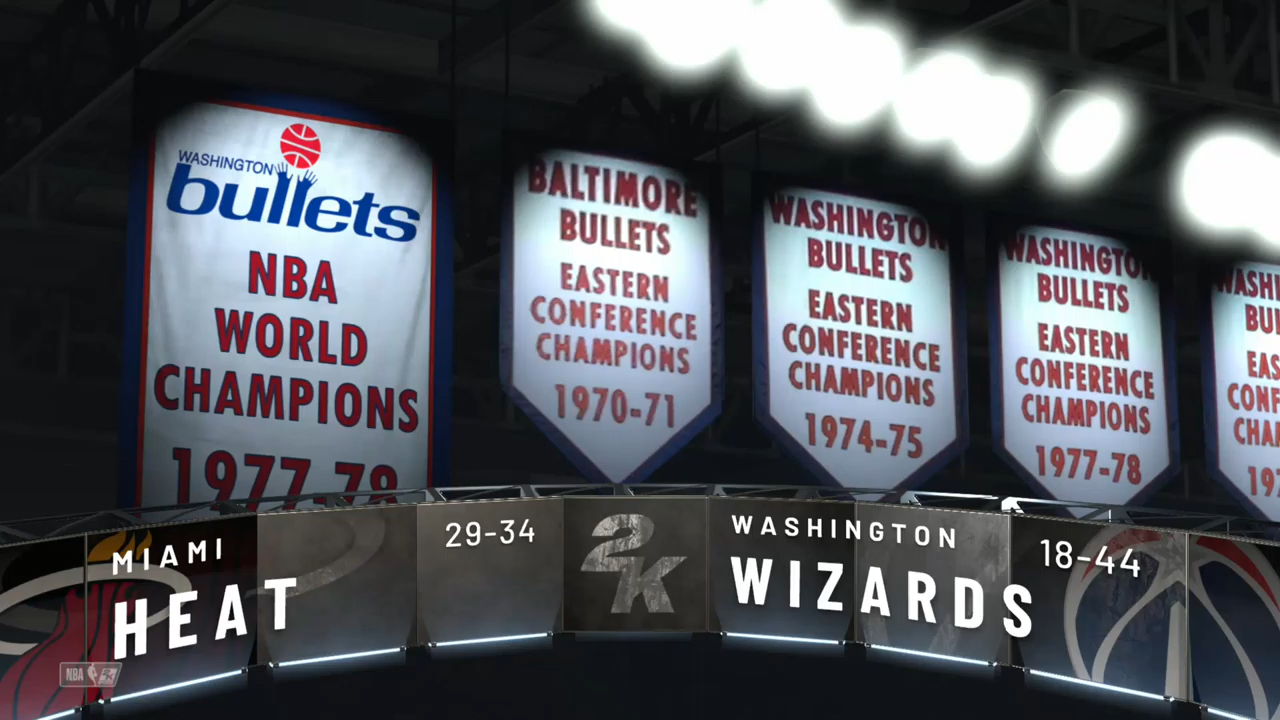 WASHINGTON
bullets
NBA
WORLD
CHAMPIONS
1977-78
BALTIMORE
BULLETS
EASTERN
CONFERENCE
CHAMPIONS
1970-71
WASHINGTON
BULLETS
EASTERN
CONFERENCE
CHAMPIONS
1974-75
WASHINGTON
BULLETS
EASTERN
CONFERENCE
CHAMPIONS
1977-78
MIAMI
HEAT
29-34
2K
WASHINGTON
WIZARDS
18-44
NBA 2K